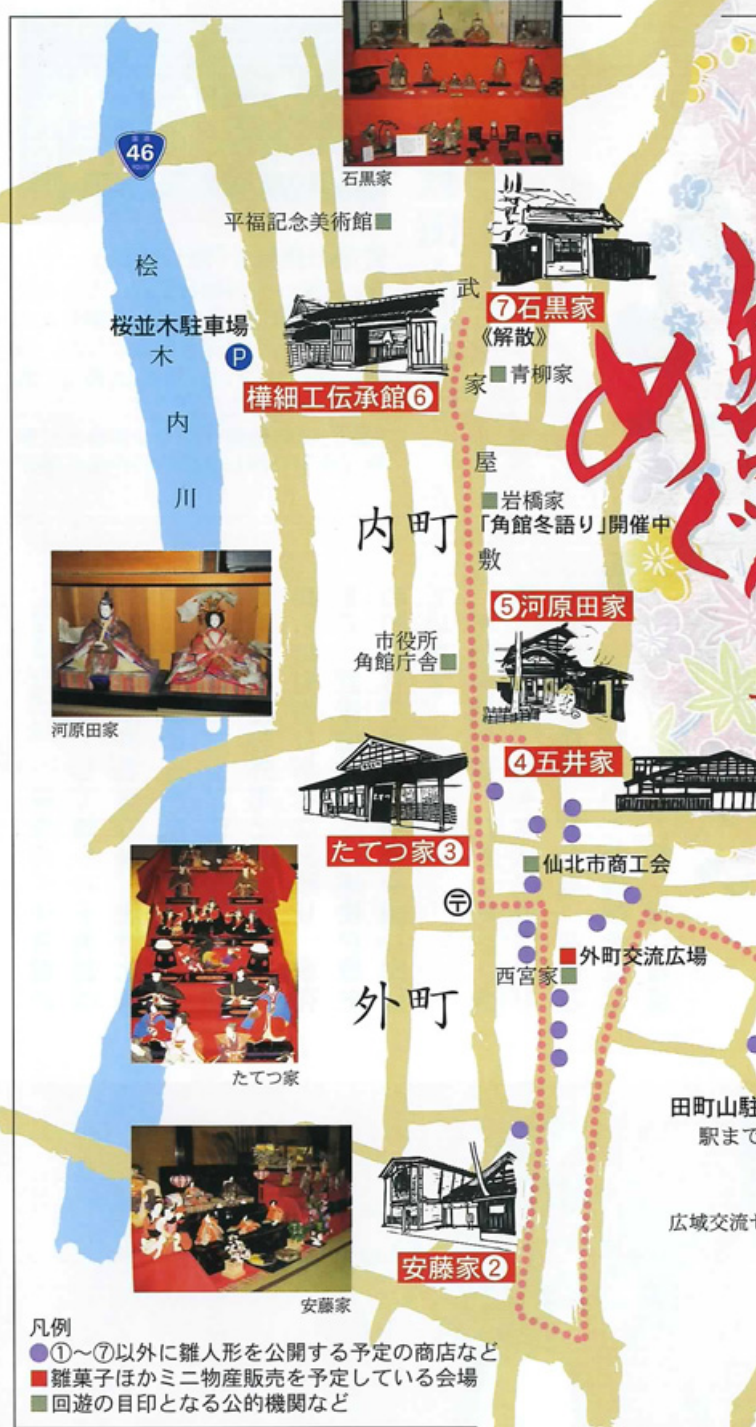 46
石黒家
平福記念美術館
⑦石黒家
《解散》
桧木内川
桜並木駐車場
P
樺細工伝承館⑥
武家屋敷
青柳家
岩橋家
「角館冬語り」開催中
内町
めぐ
⑤河原田家
市役所
角館庁舎
河原田家
④五井家
たてつ家③
仙北市商工会
〒
外町交流広場
西宮家
外町
たてつ家
田町山駐
駅まで
広域交流セ
安藤家②
安藤家
凡例
①〜⑦以外に雛人形を公開する予定の商店など
雛菓子ほかミニ物産販売を予定している会場
回遊の目印となる公的機関など